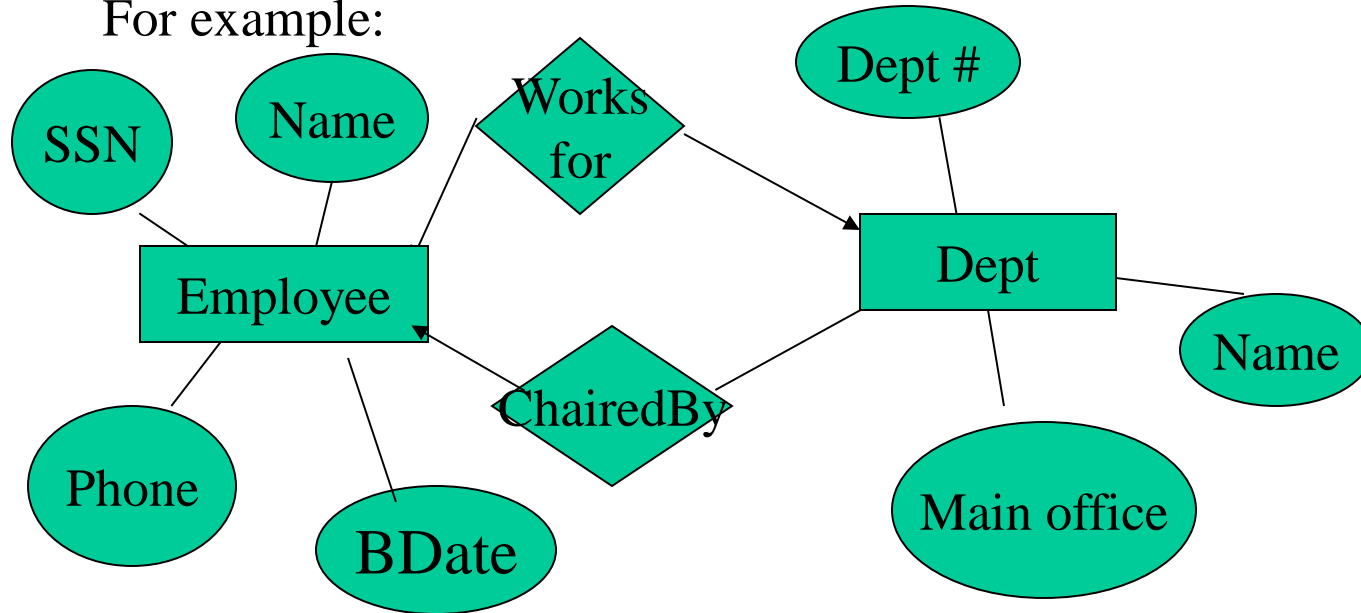 For example:
SSN
Name
Works
for
Dept #
Employee
Dept
ChairedBy
Name
Phone
BDate
Main office